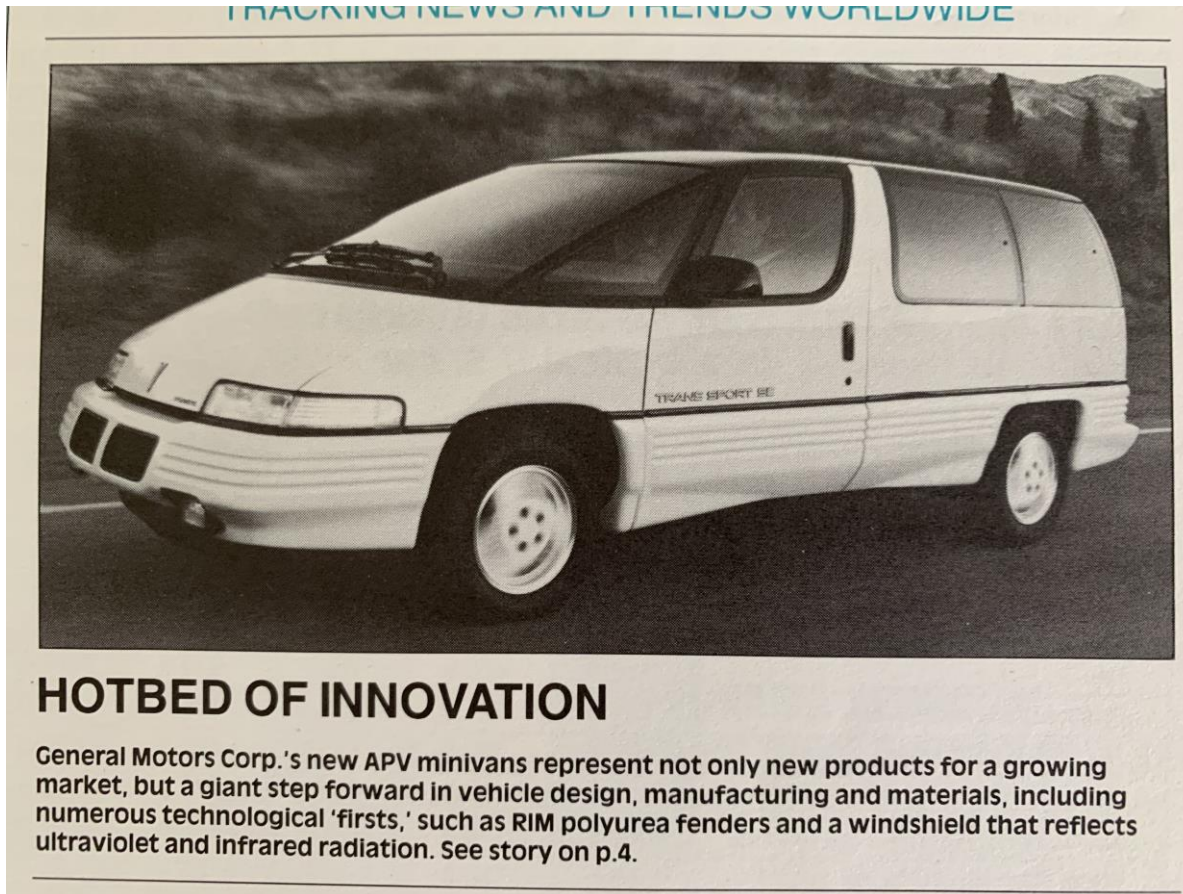 TRACKING NEWS AND TRENDS WORLDWIDE
TRANS SPORT SE
HOTBED OF INNOVATION
General Motors Corp.'s new APV minivans represent not only new products for a growing
market, but a giant step forward in vehicle design, manufacturing and materials, including
numerous technological 'firsts,' such as RIM polyurea fenders and a windshield that reflects
ultraviolet and infrared radiation. See story on p.4.